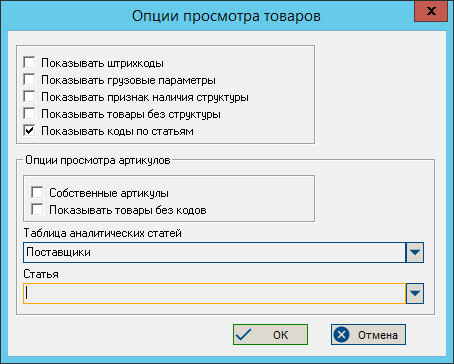 Опции просмотра товаров
Показывать штрихкоды
Показывать грузовые параметры
Показывать признак наличия структуры
Показывать товары без структуры
Показывать коды по статьям
Опции просмотра артикулов
Собственные артикулы
Показывать товары без кодов
Таблица аналитических статей
Поставщики
Статья
ОК
Отмена